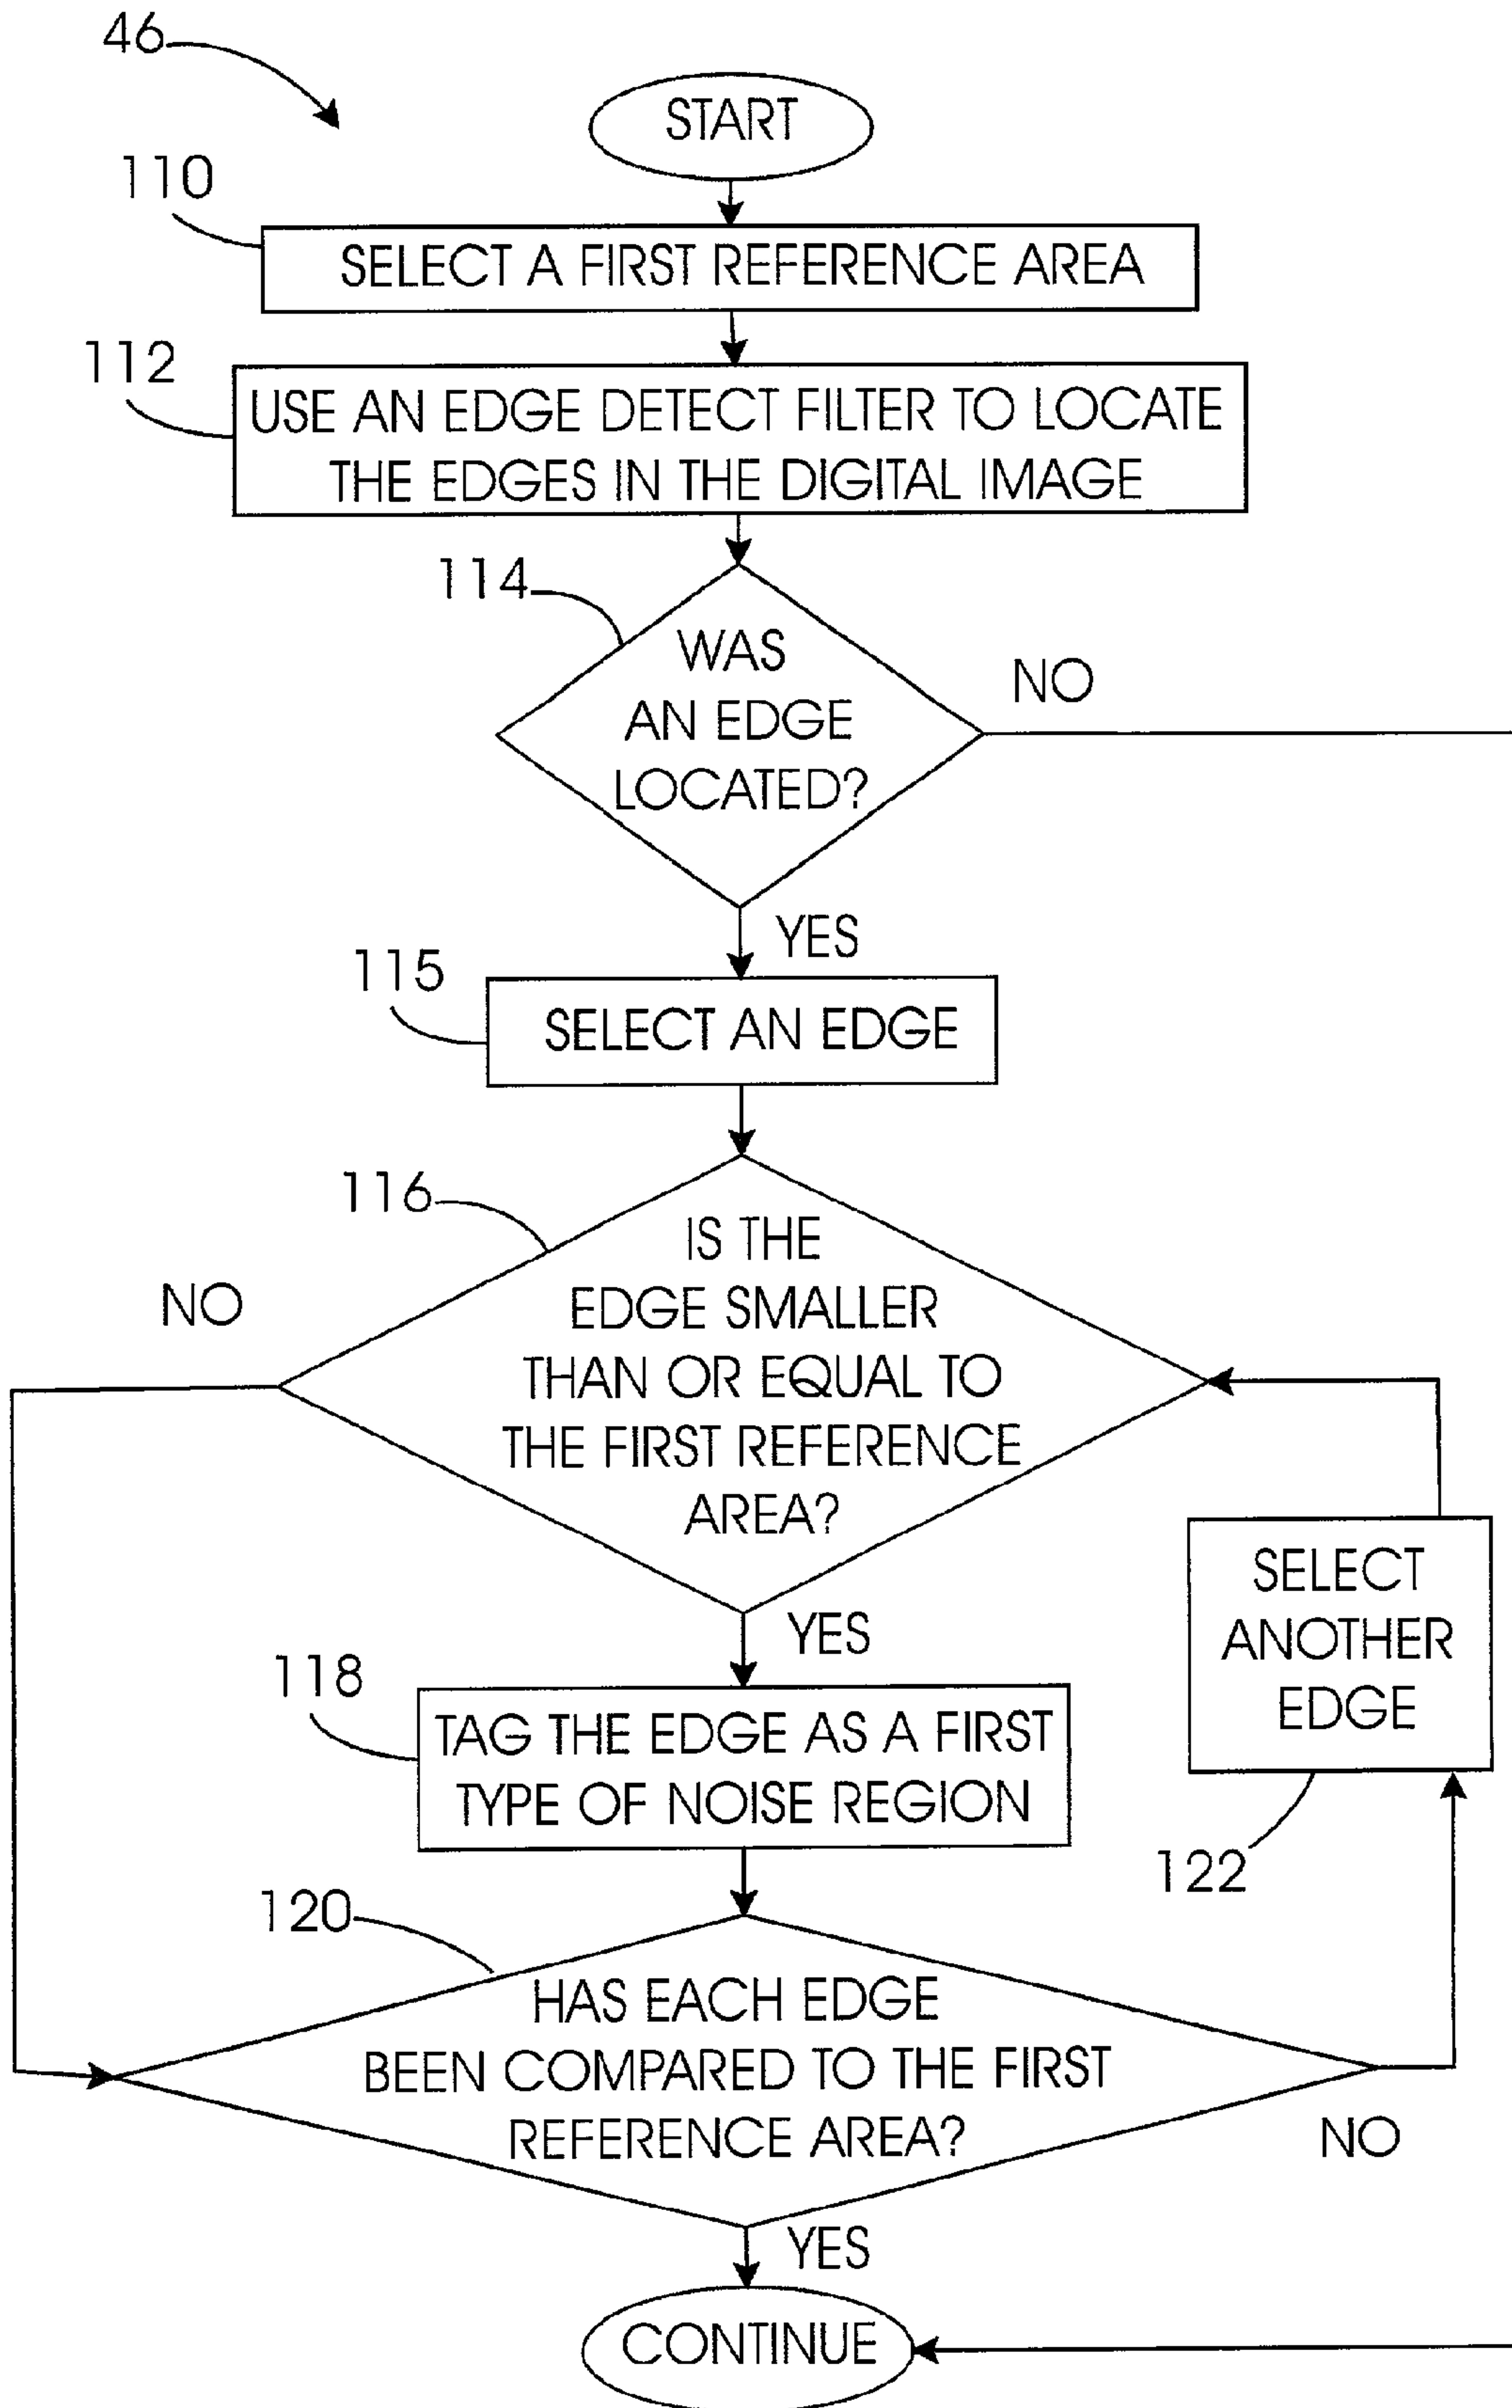 46
START
110
SELECT A FIRST REFERENCE AREA
112
USE AN EDGE DETECT FILTER TO LOCATE
THE EDGES IN THE DIGITAL IMAGE
114
WAS
AN EDGE
LOCATED?
NO
YES
115
SELECT AN EDGE
116
IS THE
EDGE SMALLER
THAN OR EQUAL TO
THE FIRST REFERENCE
AREA?
NO
YES
SELECT
ANOTHER
EDGE
122
118
TAG THE EDGE AS A FIRST
TYPE OF NOISE REGION
120
HAS EACH EDGE
BEEN COMPARED TO THE FIRST
REFERENCE AREA?
NO
YES
CONTINUE